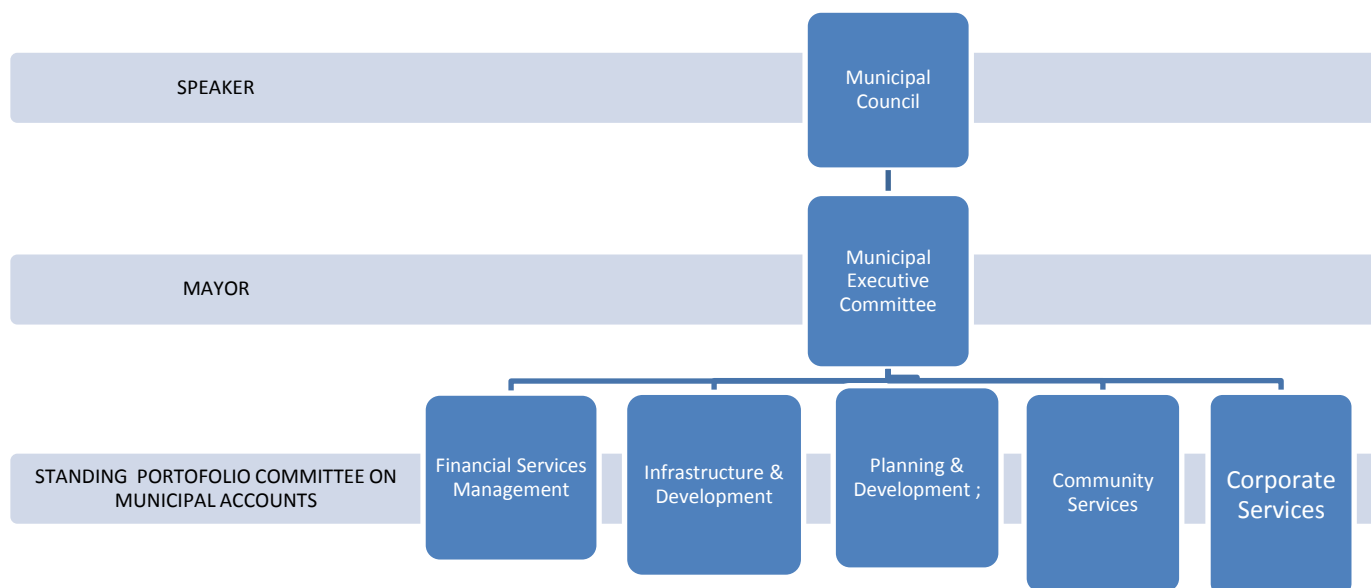 SPEAKER
Municipal
Council
MAYOR
Municipal
Executive
Committee
STANDING PORTOFOLIO COMMITTEE ON
MUNICIPAL ACCOUNTS
Financial Services
Management
Infrastructure &
Development
Planning &
Development ;
Community
Services
Corporate
Services